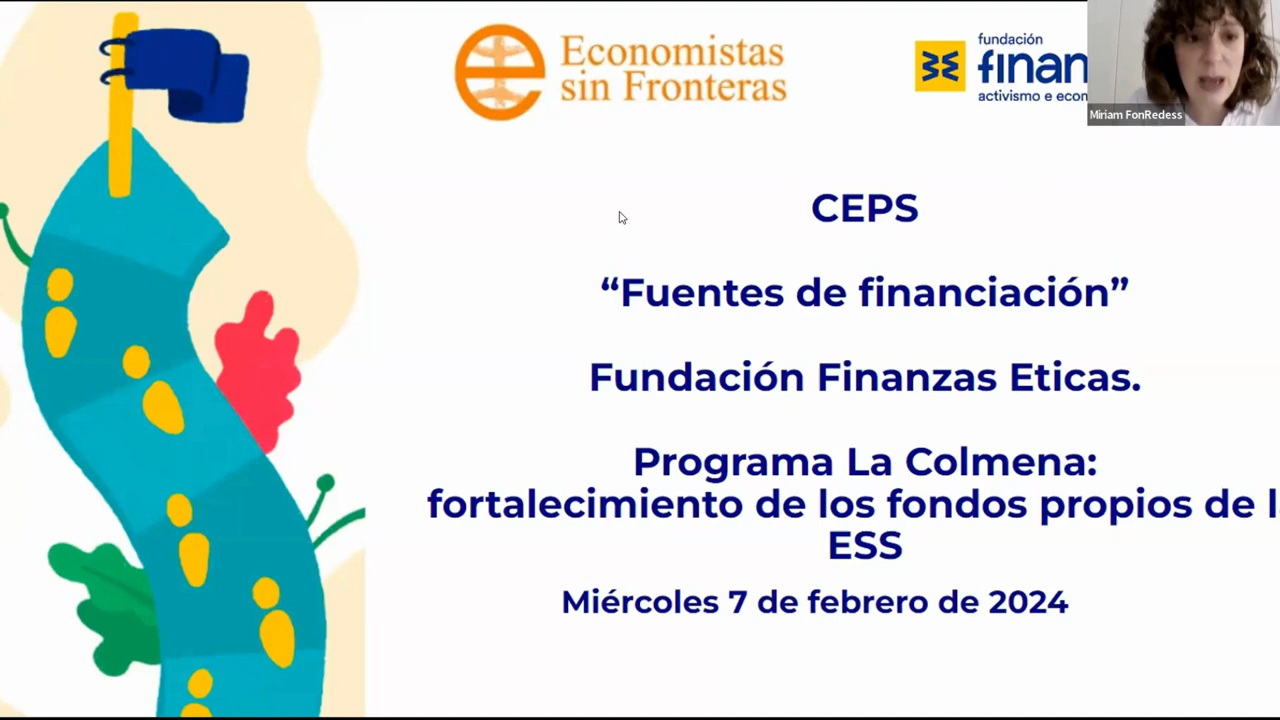 Economistas
sin Fronteras
fundación
finan
activismo e econ
Miriam FonRedess
CEPS
“Fuentes de financiación”
Fundación Finanzas Eticas.
Programa La Colmena:
fortalecimiento de los fondos propios de l
ESS
Miércoles 7 de febrero de 2024